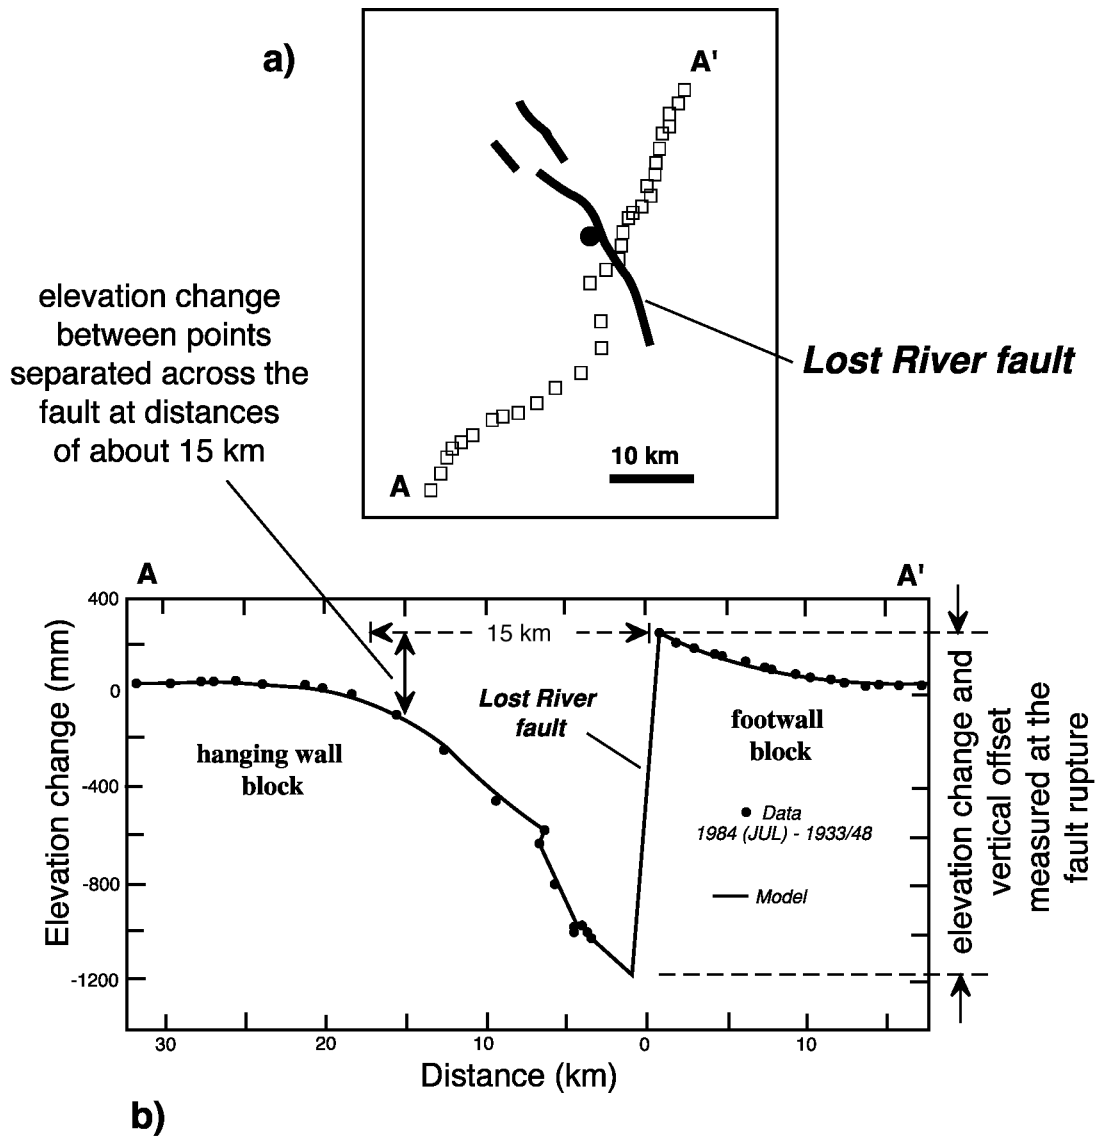 a)
A'
elevation change
between points
separated across the
fault at distances
of about 15 km
Lost River fault
10 km
A
A
A'
400
0
-400
-800
-1200
Elevation change (mm)
15 km
Lost River
fault
hanging wall
block
footwall
block
Data
1984 (JUL) - 1933/48
Model
elevation change and
vertical offset
measured at the
fault rupture
30
20
10
0
10
Distance (km)
b)